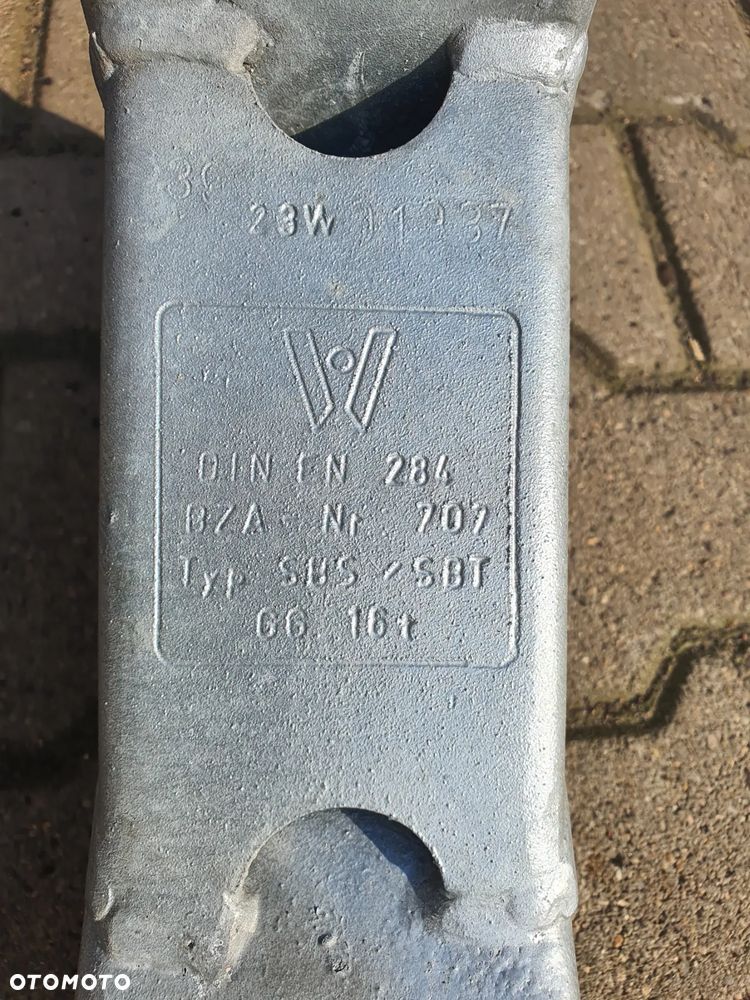 23W
DIN EN 284
BZA-Nr 707
Typ SBS / SBT
GG 16t
OTOMOTO